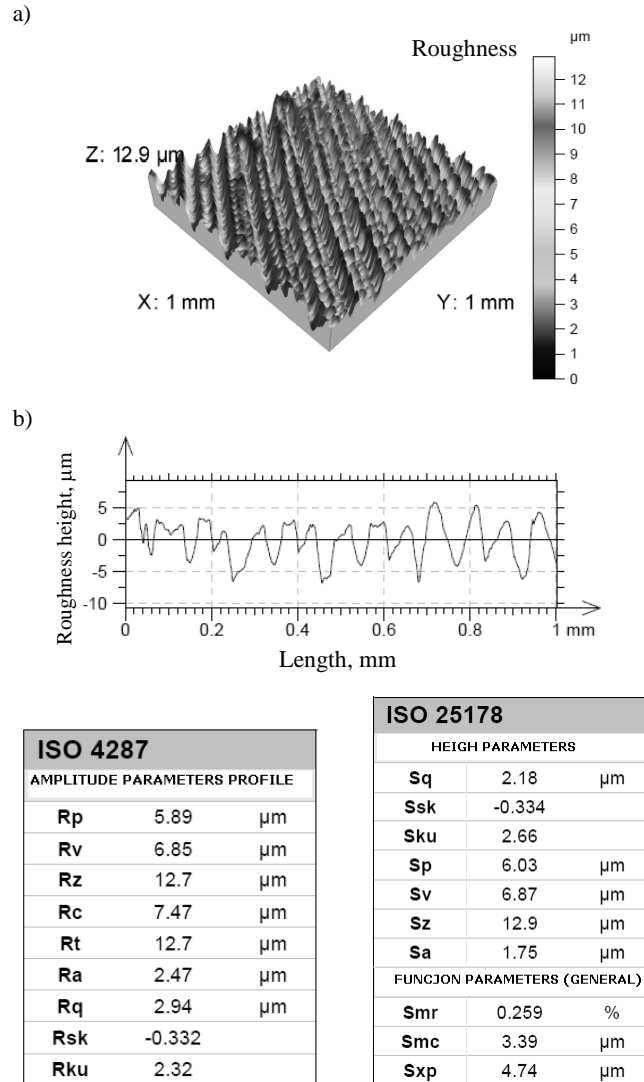 a)
Roughness
µm
12
11
10
9
8
7
6
5
4
3
2
1
0
Z: 12.9 µm
X: 1 mm
Y: 1 mm
b)
Roughness height, µm
5
0
-5
-10
0 0.2 0.4 0.6 0.8 1 mm
Length, mm
ISO 4287
AMPLITUDE PARAMETERS PROFILE
Rp 5.89 µm
Rv 6.85 µm
Rz 12.7 µm
Rc 7.47 µm
Rt 12.7 µm
Ra 2.47 µm
Rq 2.94 µm
Rsk -0.332
Rku 2.32
ISO 25178
HEIGH PARAMETERS
Sq 2.18 µm
Ssk -0.334
Sku 2.66
Sp 6.03 µm
Sv 6.87 µm
Sz 12.9 µm
Sa 1.75 µm
FUNCJON PARAMETERS (GENERAL)
Smr 0.259 %
Smc 3.39 µm
Sxp 4.74 µm